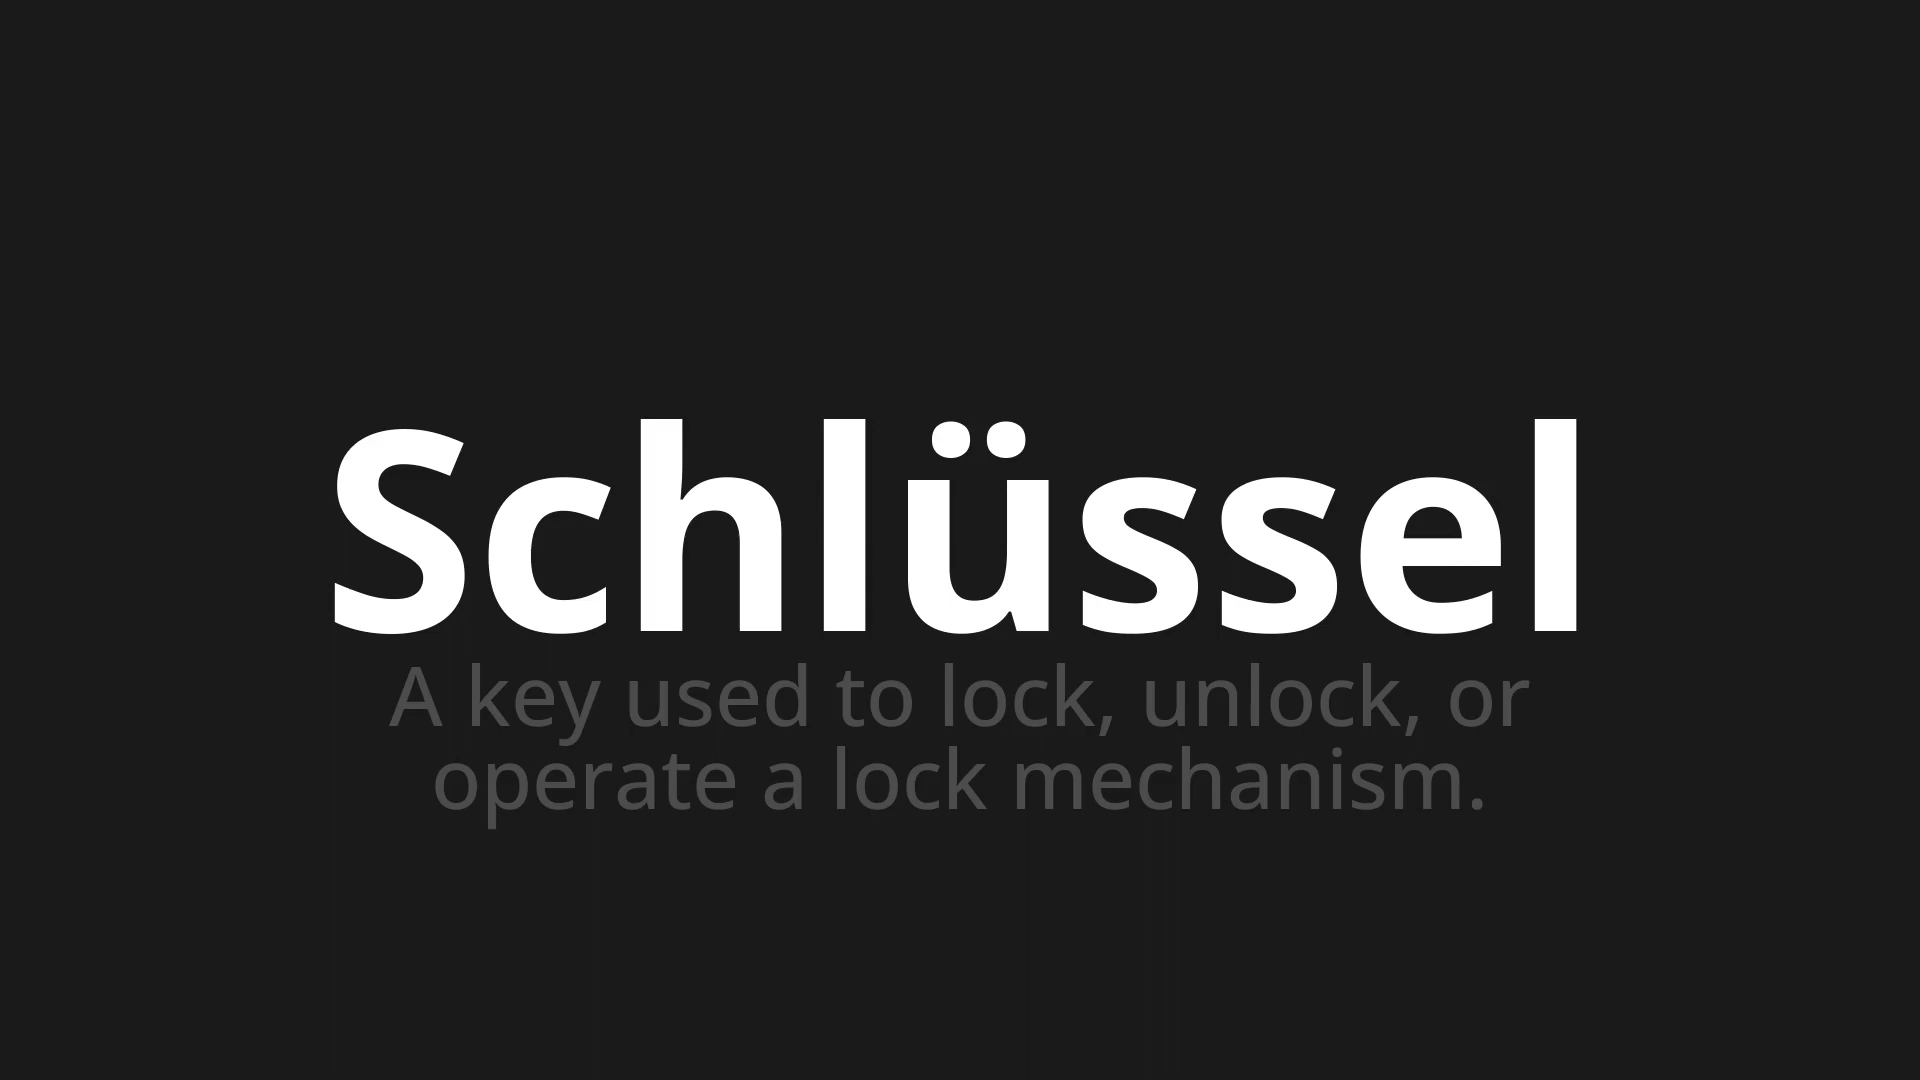 Schlüssel
A key used to lock, unlock, or
operate a lock mechanism.